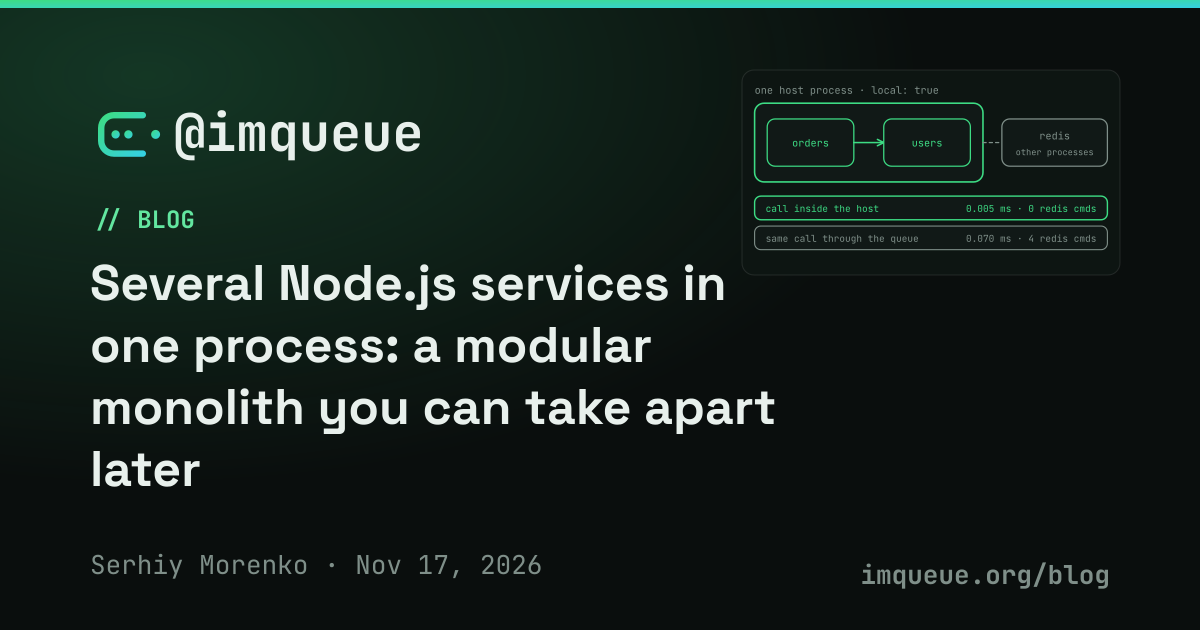 @imqueue
// BLOG
Several Node.js services in
one process: a modular
monolith you can take apart
later
Serhiy Morenko · Nov 17, 2026
imqueue.org/blog
one host process · local: true
orders
users
redis
other processes
call inside the host 0.005 ms · 0 redis cmds
same call through the queue 0.070 ms · 4 redis cmds